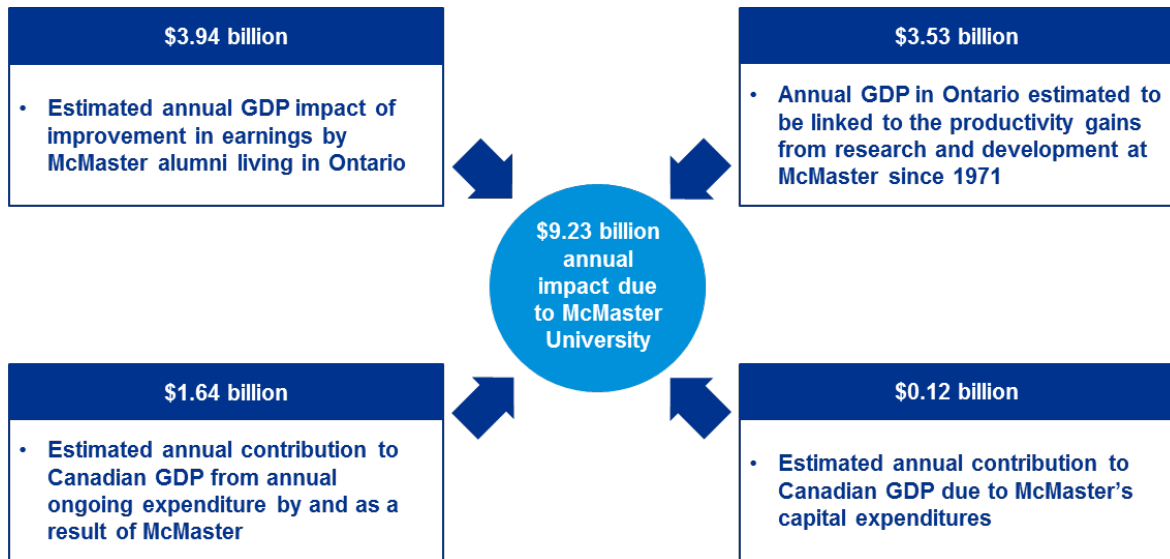 $3.94 billion
• Estimated annual GDP impact of
improvement in earnings by
McMaster alumni living in Ontario
$3.53 billion
• Annual GDP in Ontario estimated to
be linked to the productivity gains
from research and development at
McMaster since 1971
$9.23 billion
annual
impact due
to McMaster
University
$1.64 billion
• Estimated annual contribution to
Canadian GDP from annual
ongoing expenditure by and as a
result of McMaster
$0.12 billion
• Estimated annual contribution to
Canadian GDP due to McMaster’s
capital expenditures